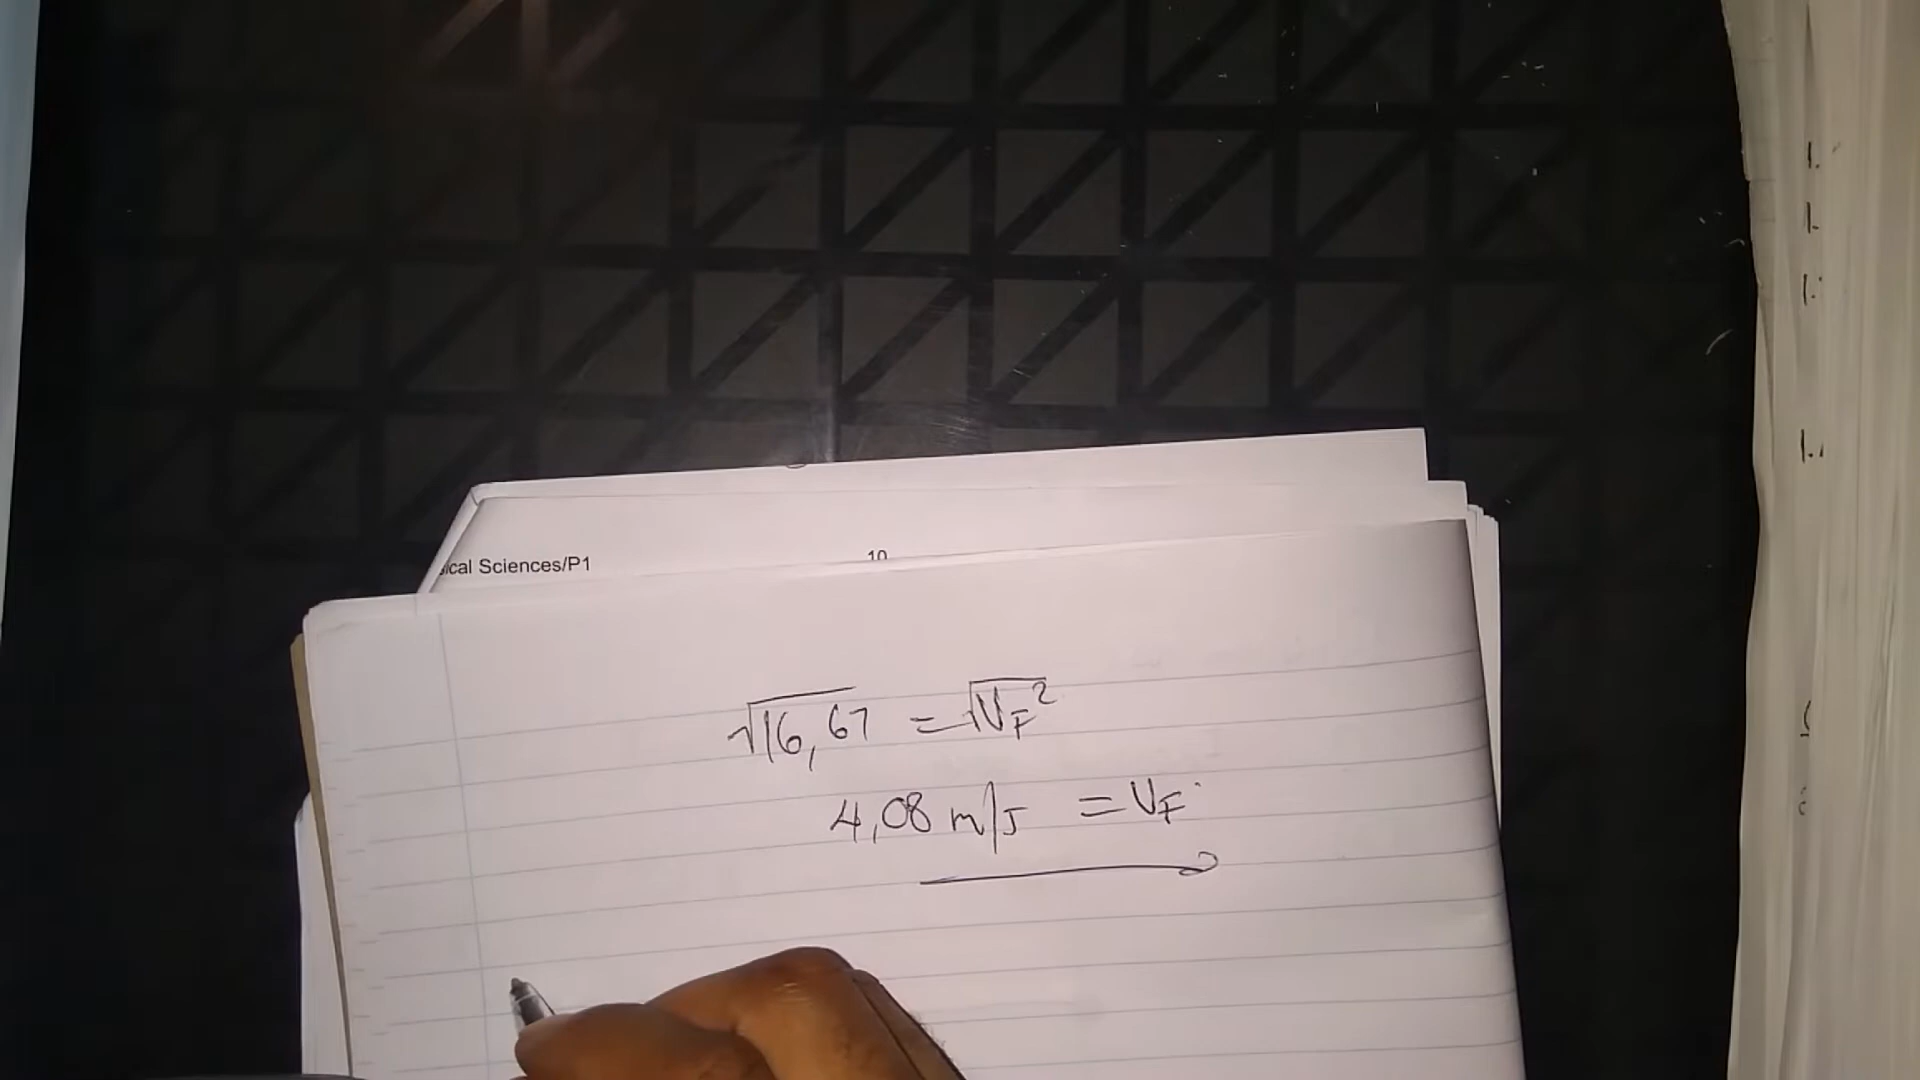 ical Sciences/P1 10
√16,67 = √VF²
4,08 m/s = VF